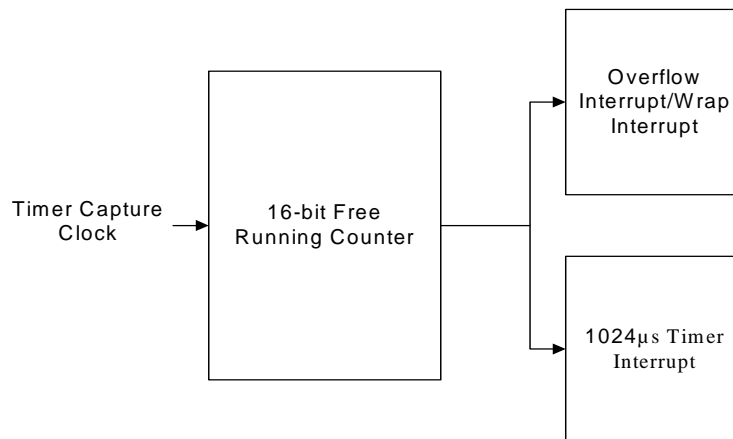 Timer Capture
Clock
16-bit Free
Running Counter
Overflow
Interrupt/Wrap
Interrupt
1024µs Timer
Interrupt